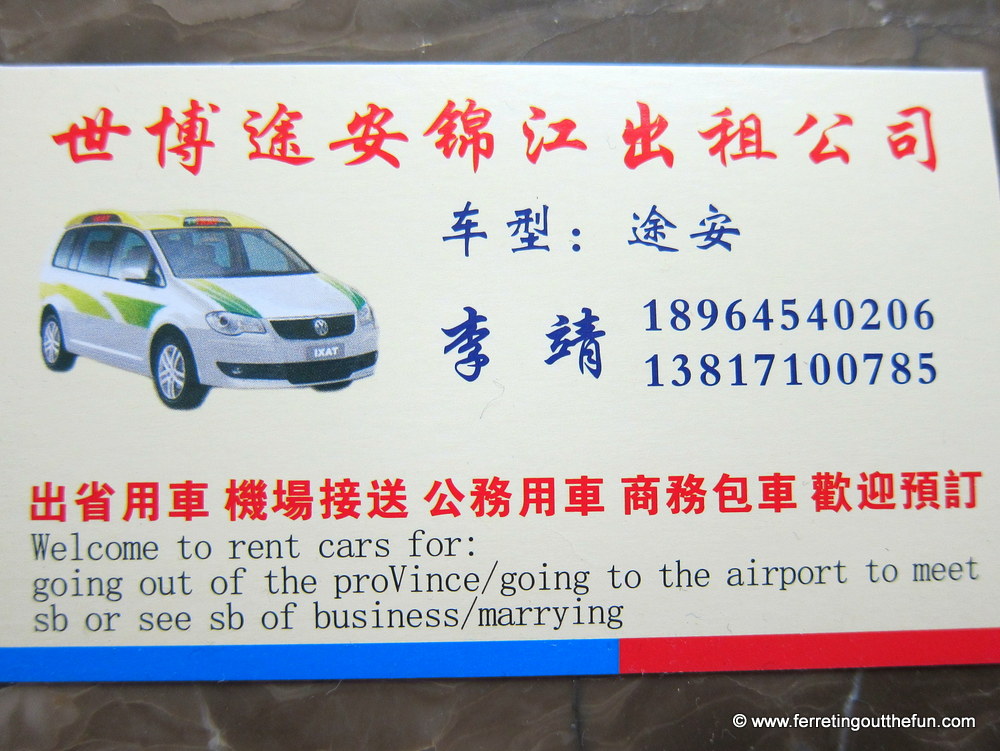 世博途安锦江出租公司
车型：途安
李靖 18964540206
13817100785
IXAT
出省用車 機場接送 公務用車 商務包車 歡迎預訂
Welcome to rent cars for:
going out of the proVince/going to the airport to meet
sb or see sb of business/marrying
© www.ferretingoutthefun.com